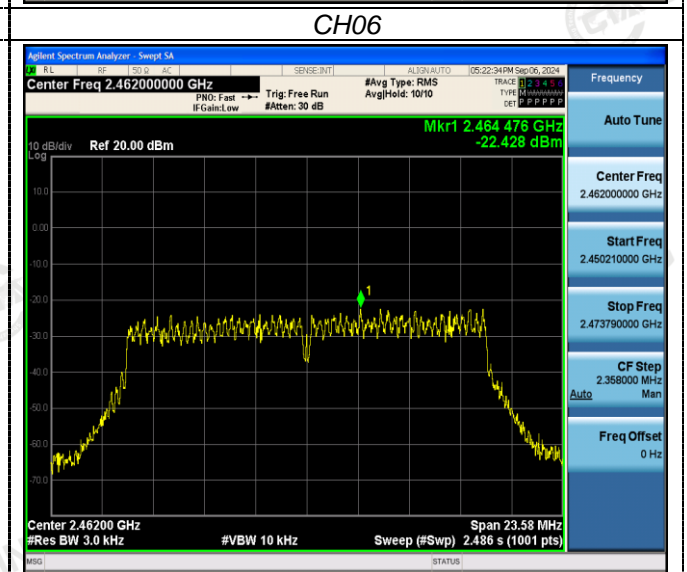 CH06
Agilent Spectrum Analyzer - Swept SA
RL RF 50 Ω AC SENSE:INT ALIGN AUTO 05:22:34 PM Sep 06, 2024
Center Freq 2.462000000 GHz
PNO: Fast
IFGain:Low
Trig: Free Run
#Atten: 30 dB
#Avg Type: RMS
Avg|Hold: 10/10
TRACE 1 2 3 4 5 6
TYPE M
DET P P P P P P
Mkr1 2.464 476 GHz
-22.428 dBm
10 dB/div Ref 20.00 dBm
Log
10.0
0.00
-10.0
-20.0
-30.0
-40.0
-50.0
-60.0
-70.0
1
Center 2.46200 GHz
Span 23.58 MHz
#Res BW 3.0 kHz
#VBW 10 kHz
Sweep (#Swp) 2.486 s (1001 pts)
MSG
STATUS
Frequency
Auto Tune
Center Freq
2.462000000 GHz
Start Freq
2.450210000 GHz
Stop Freq
2.473790000 GHz
CF Step
2.358000 MHz
Auto Man
Freq Offset
0 Hz